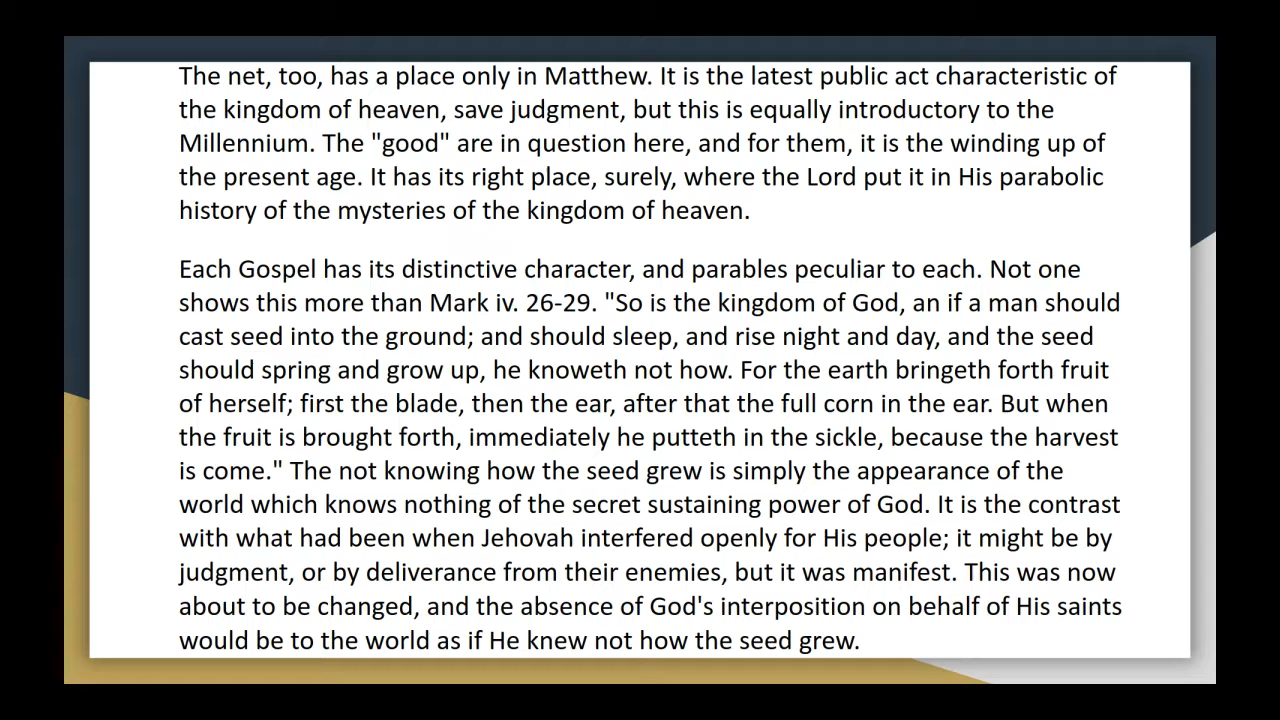 The net, too, has a place only in Matthew. It is the latest public act characteristic of
the kingdom of heaven, save judgment, but this is equally introductory to the
Millennium. The "good" are in question here, and for them, it is the winding up of
the present age. It has its right place, surely, where the Lord put it in His parabolic
history of the mysteries of the kingdom of heaven.
Each Gospel has its distinctive character, and parables peculiar to each. Not one
shows this more than Mark iv. 26-29. "So is the kingdom of God, an if a man should
cast seed into the ground; and should sleep, and rise night and day, and the seed
should spring and grow up, he knoweth not how. For the earth bringeth forth fruit
of herself; first the blade, then the ear, after that the full corn in the ear. But when
the fruit is brought forth, immediately he putteth in the sickle, because the harvest
is come." The not knowing how the seed grew is simply the appearance of the
world which knows nothing of the secret sustaining power of God. It is the contrast
with what had been when Jehovah interfered openly for His people; it might be by
judgment, or by deliverance from their enemies, but it was manifest. This was now
about to be changed, and the absence of God's interposition on behalf of His saints
would be to the world as if He knew not how the seed grew.